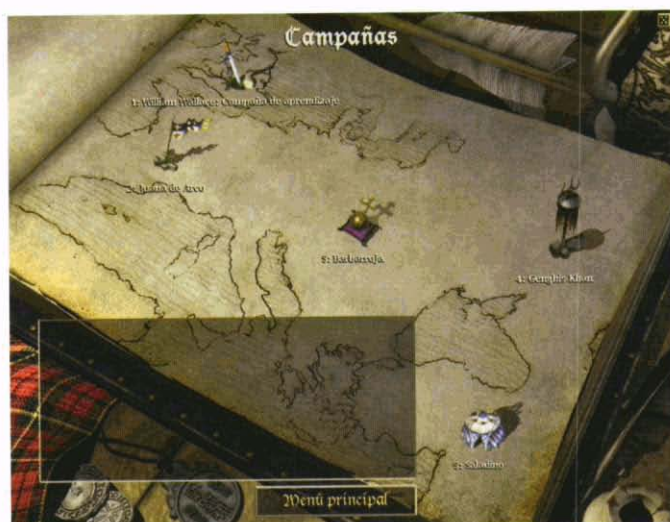 Campañas
1: William Wallace: Campaña de aprendizaje
2: Juana de Arco
5: Barbarroja
4: Genghis Khan
3: Saladino
Menú principal